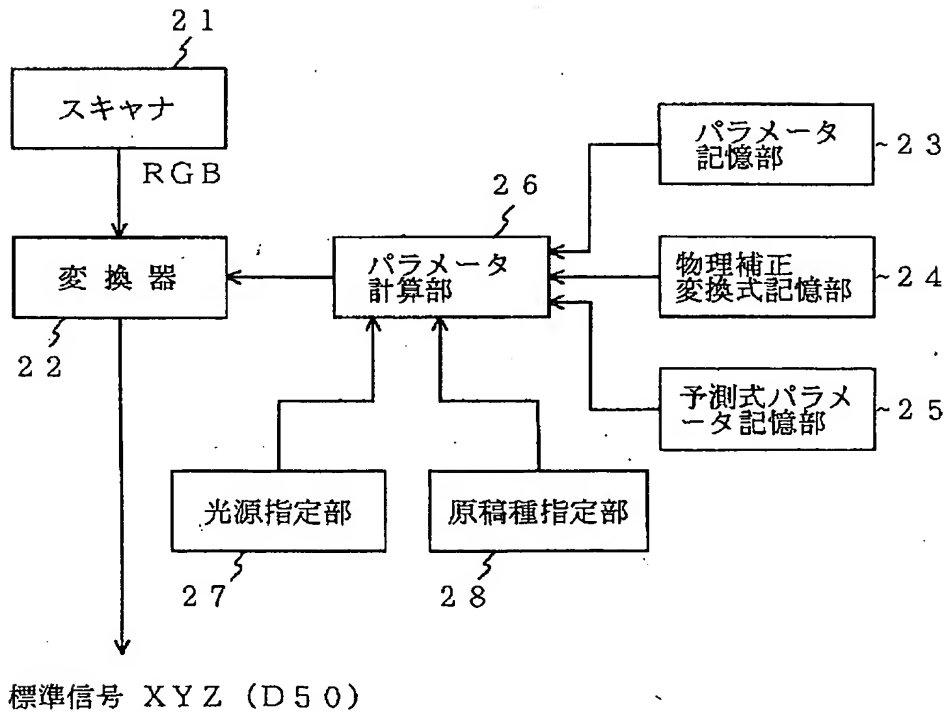 ２１
スキャナ
RGB
２６
パラメータ
記憶部
２３
変換器
パラメータ
計算部
物理補正
変換式記憶部
２４
２２
予測式パラメ
ータ記憶部
２５
光源指定部
原稿種指定部
２７
２８
標準信号 XYZ（D５０）